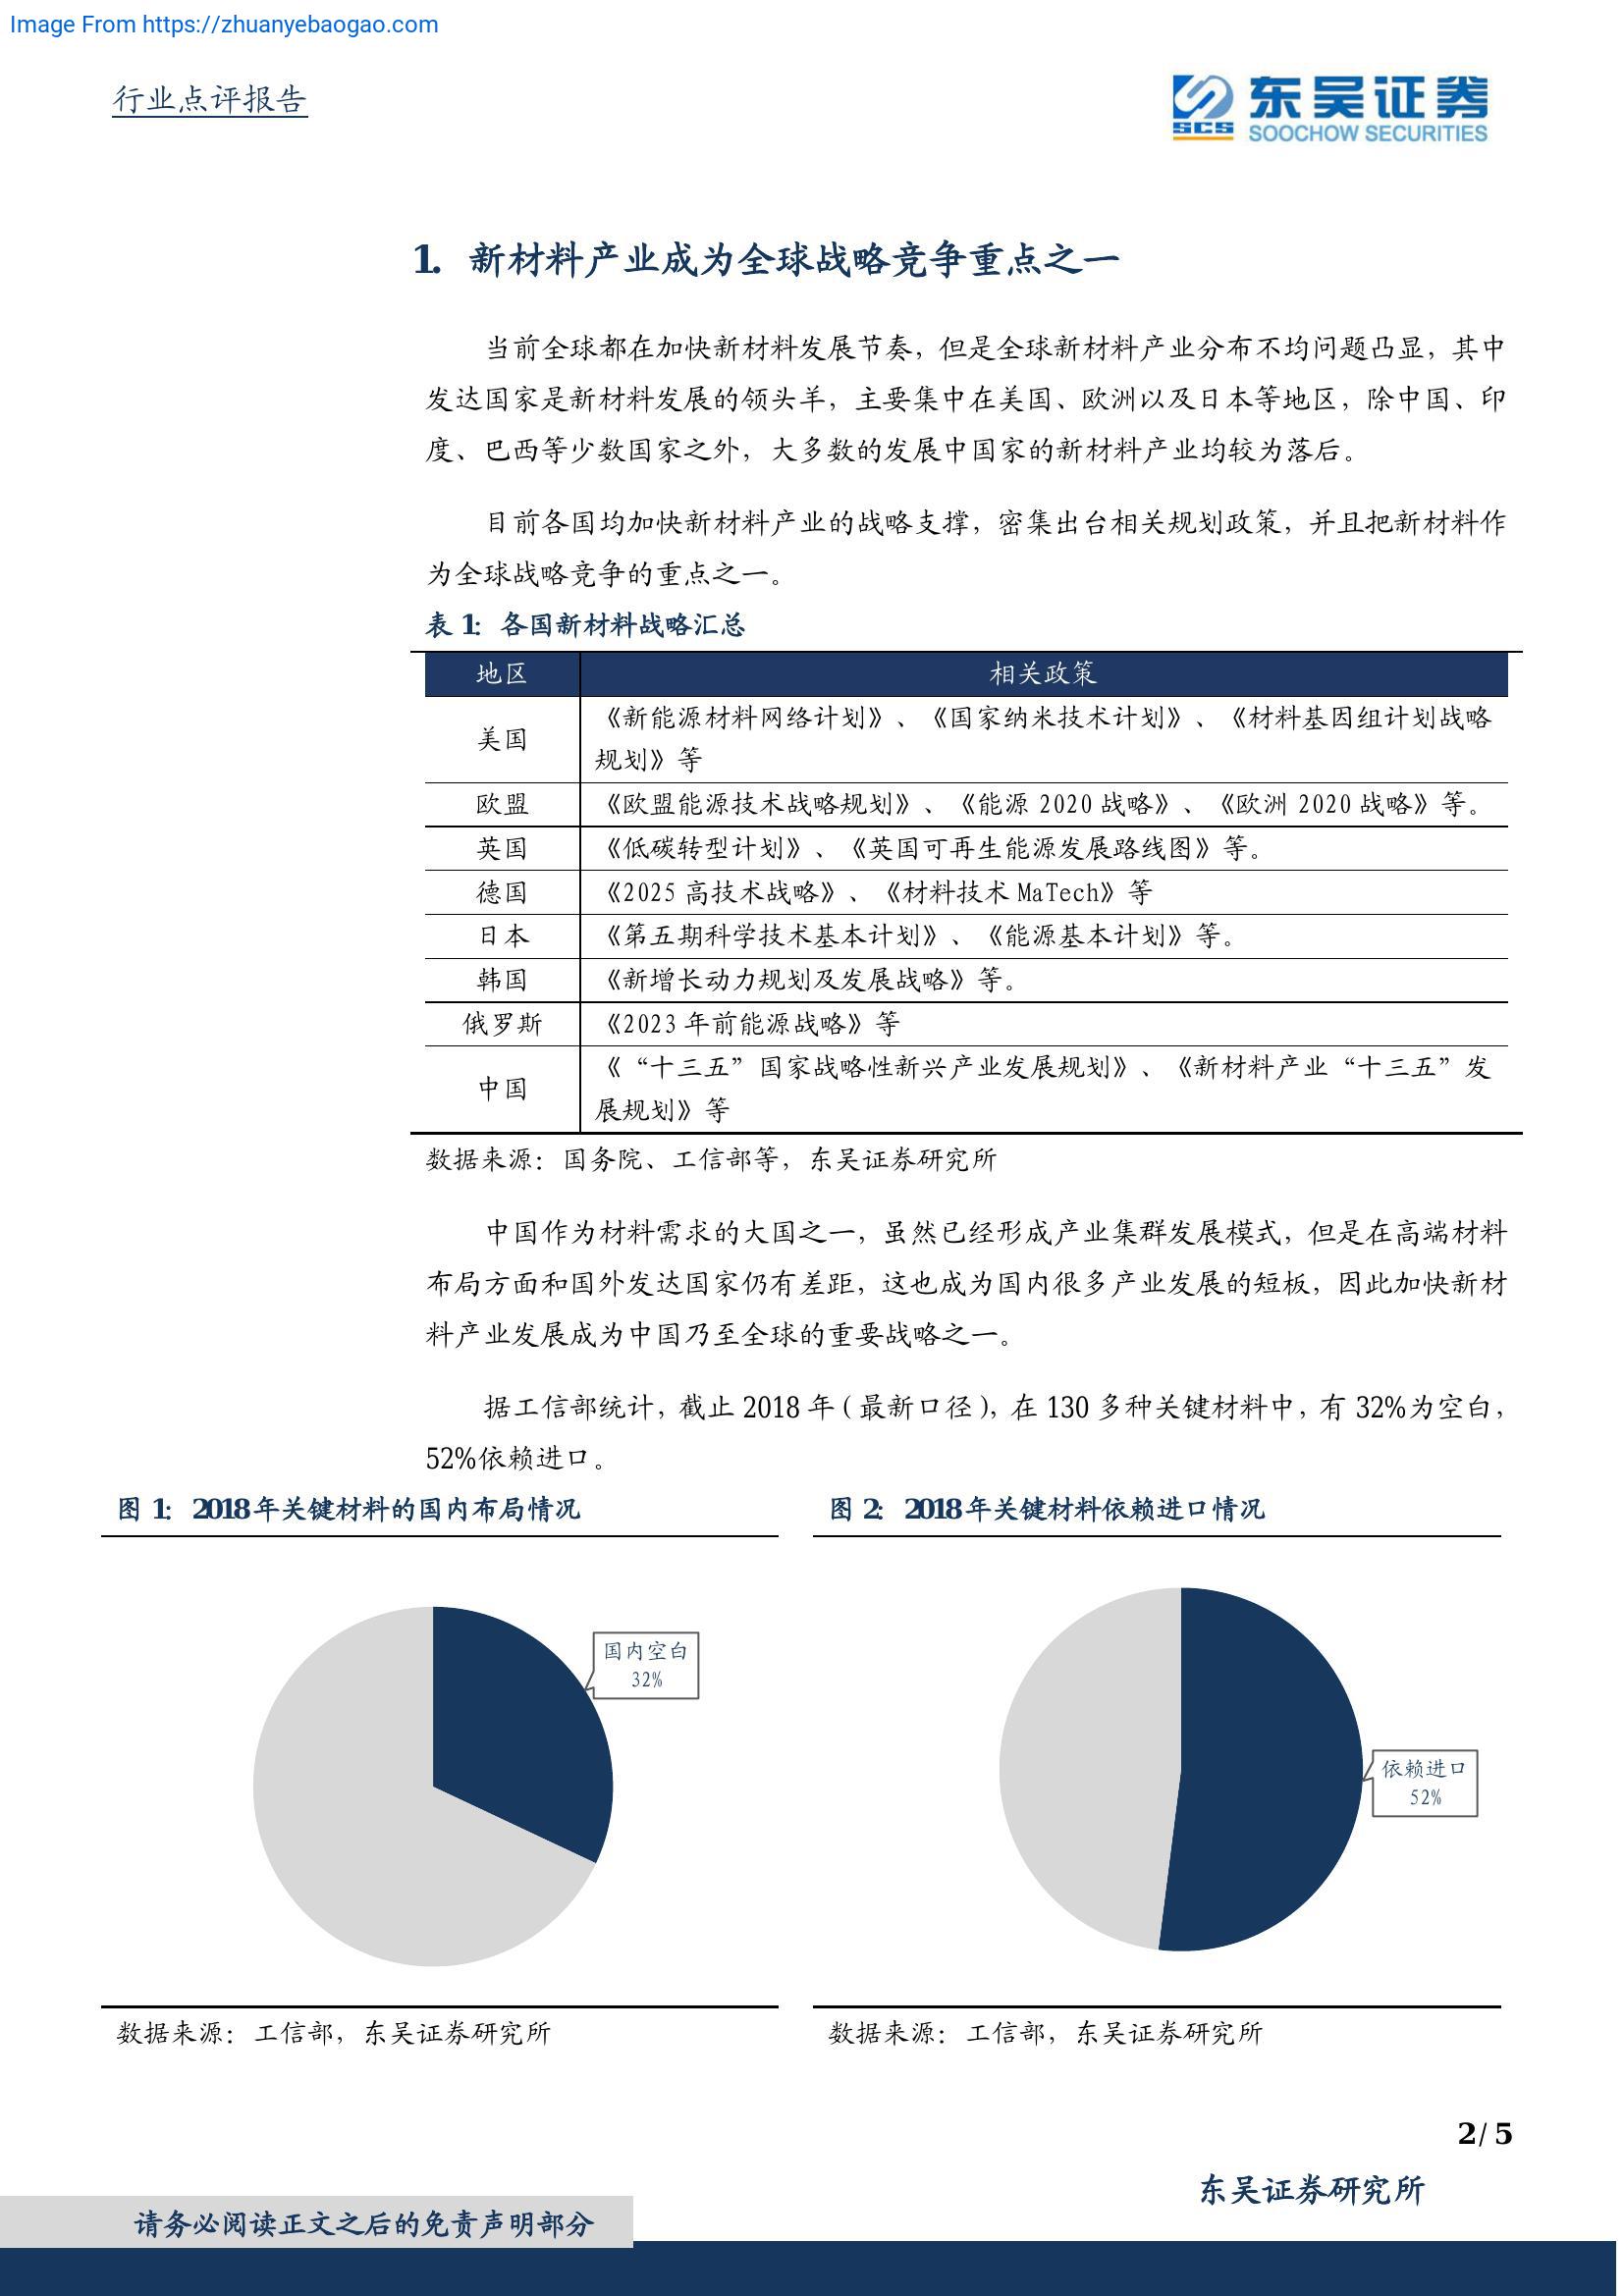 Image From https://zhuanyebaogao.com
行业点评报告
SCS 东吴证券
SOOCHOW SECURITIES
1. 新材料产业成为全球战略竞争重点之一
当前全球都在加快新材料发展节奏，但是全球新材料产业分布不均问题凸显，其中
发达国家是新材料发展的领头羊，主要集中在美国、欧洲以及日本等地区，除中国、印
度、巴西等少数国家之外，大多数的发展中国家的新材料产业均较为落后。
目前各国均加快新材料产业的战略支撑，密集出台相关规划政策，并且把新材料作
为全球战略竞争的重点之一。
表 1：各国新材料战略汇总
地区 相关政策
美国 《新能源材料网络计划》、《国家纳米技术计划》、《材料基因组计划战略
规划》等
欧盟 《欧盟能源技术战略规划》、《能源 2020 战略》、《欧洲 2020 战略》等。
英国 《低碳转型计划》、《英国可再生能源发展路线图》等。
德国 《2025 高技术战略》、《材料技术 MaTech》等
日本 《第五期科学技术基本计划》、《能源基本计划》等。
韩国 《新增长动力规划及发展战略》等。
俄罗斯 《2023 年前能源战略》等
中国 《“十三五”国家战略性新兴产业发展规划》、《新材料产业“十三五”发
展规划》等
数据来源：国务院、工信部等，东吴证券研究所
中国作为材料需求的大国之一，虽然已经形成产业集群发展模式，但是在高端材料
布局方面和国外发达国家仍有差距，这也成为国内很多产业发展的短板，因此加快新材
料产业发展成为中国乃至全球的重要战略之一。
据工信部统计，截止 2018 年（最新口径），在 130 多种关键材料中，有 32%为空白，
52%依赖进口。
图 1：2018 年关键材料的国内布局情况
国内空白
32%
数据来源：工信部，东吴证券研究所
图 2：2018 年关键材料依赖进口情况
依赖进口
52%
数据来源：工信部，东吴证券研究所
2 / 5
东吴证券研究所
请务必阅读正文之后的免责声明部分